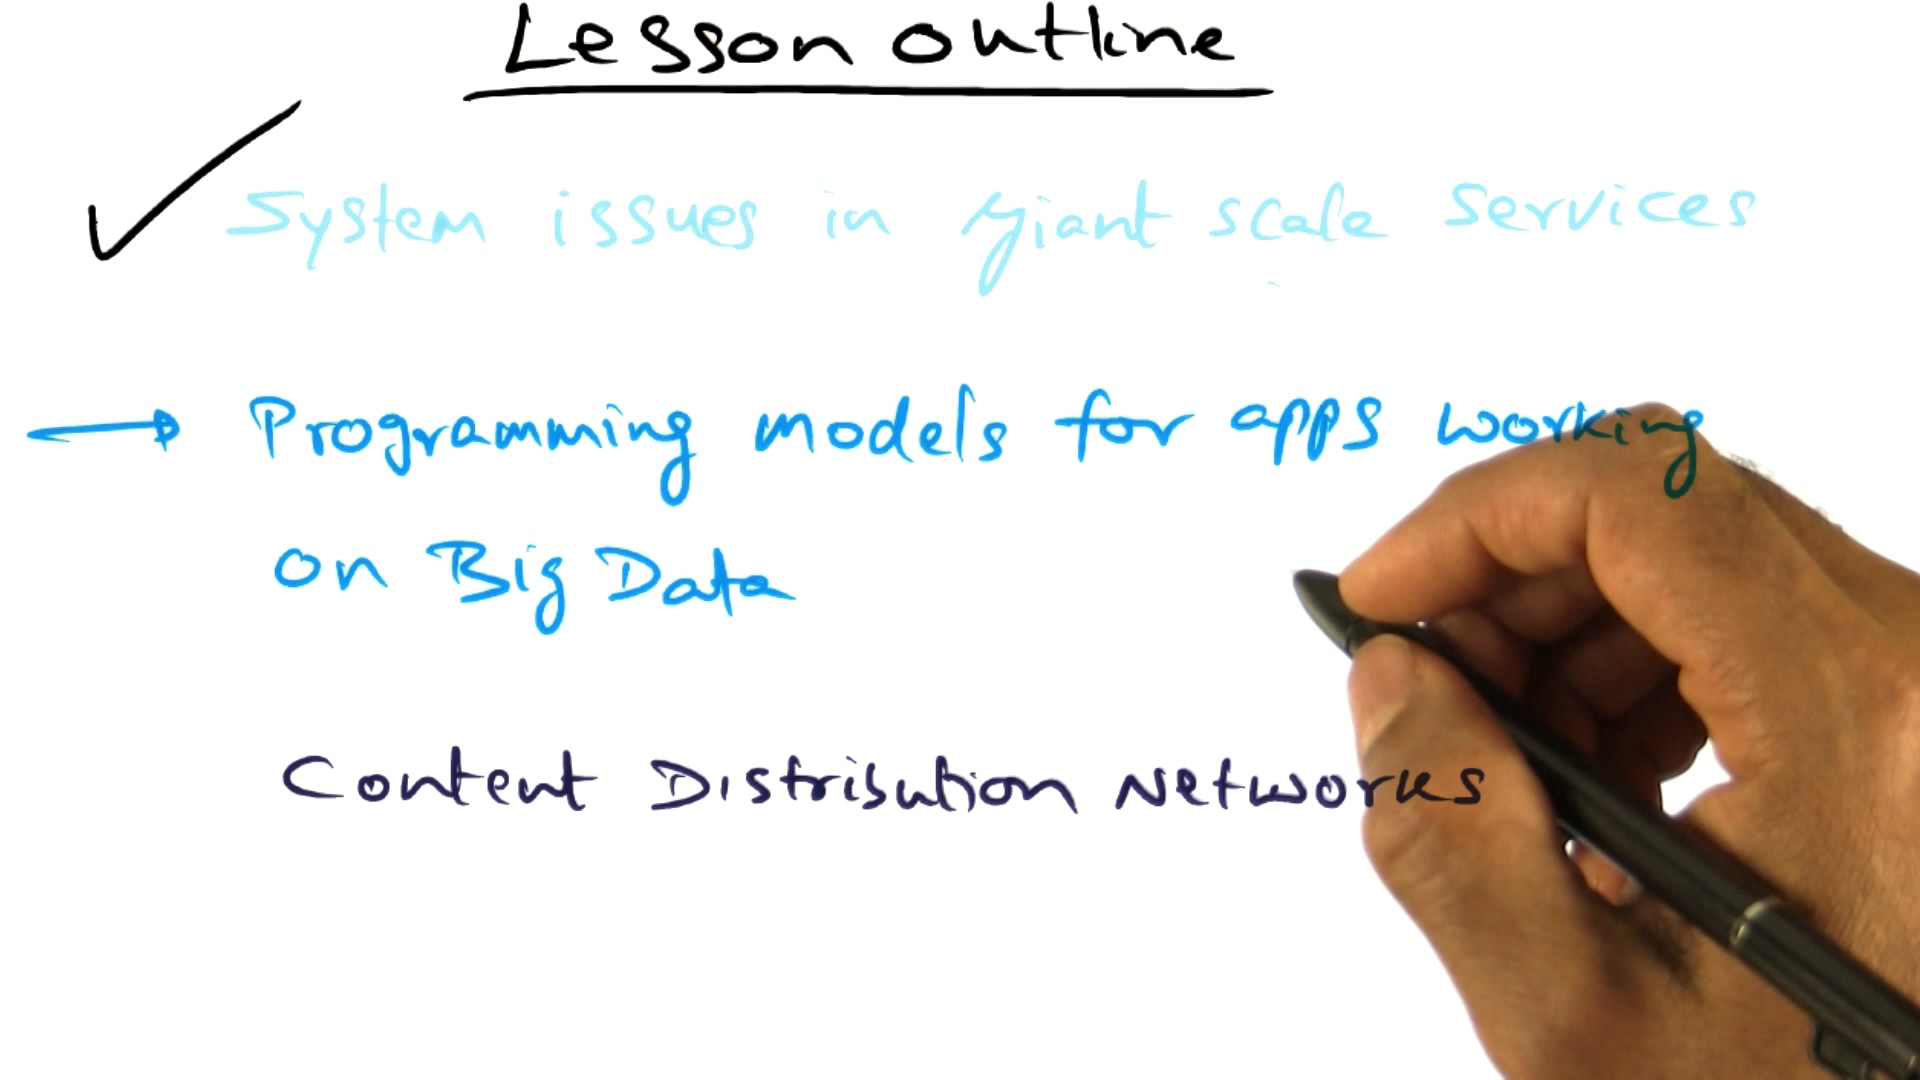 Lesson outline
System issues in giant scale services
Programming models for apps working
on Big Data
Content Distribution Networks